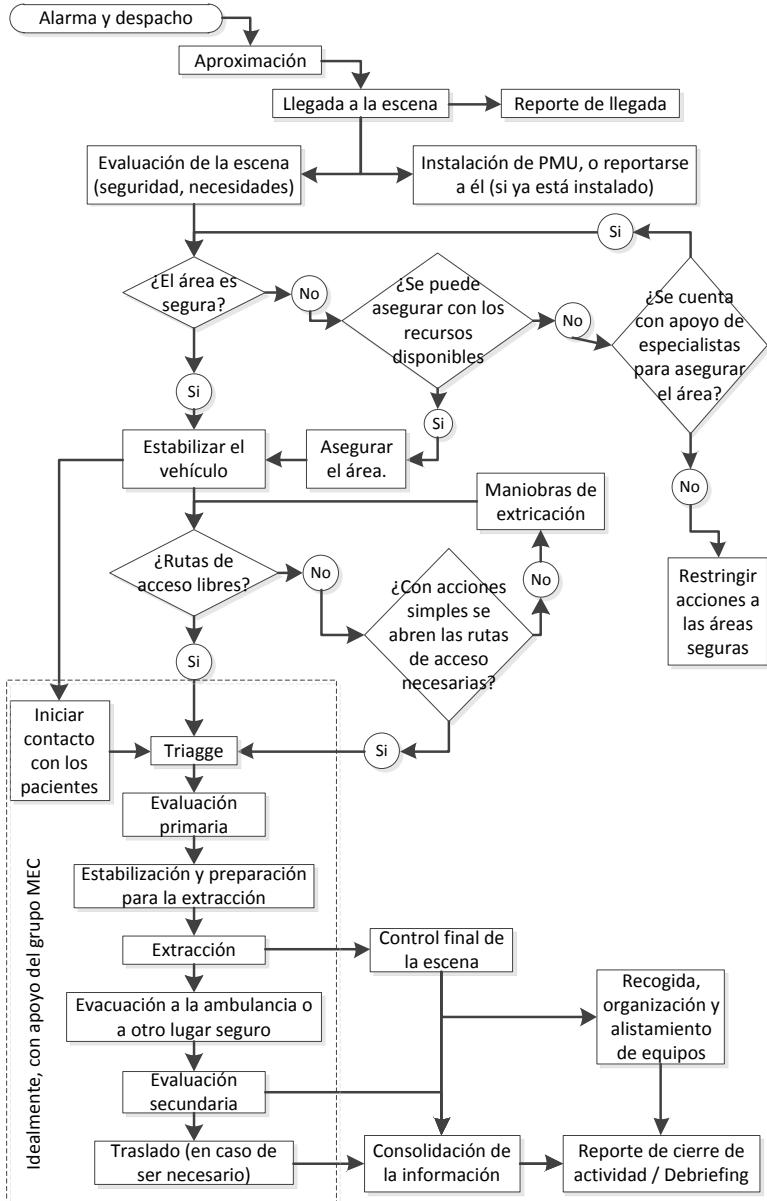 Alarma y despacho
Aproximación
Llegada a la escena
Reporte de llegada
Evaluación de la escena
(seguridad, necesidades)
Instalación de PMU, o reportarse
a él (si ya está instalado)
Si
¿El área es
segura?
No
¿Se puede
asegurar con los
recursos
disponibles
No
¿Se cuenta
con apoyo de
especialistas
para asegurar
el área?
Si
Si
Estabilizar el
vehículo
Asegurar
el área.
No
Maniobras de
extricación
¿Rutas de
acceso libres?
No
¿Con acciones
simples se
abren las rutas
de acceso
necesarias?
No
Restringir
acciones a
las áreas
seguras
Si
Iniciar
contacto
con los
pacientes
Triagge
Si
Evaluación
primaria
Estabilización y preparación
para la extracción
Idealmente, con apoyo del grupo MEC
Extracción
Control final de
la escena
Evacuación a la ambulancia o
a otro lugar seguro
Recogida,
organización y
alistamiento
de equipos
Evaluación
secundaria
Traslado (en caso de
ser necesario)
Consolidación de
la información
Reporte de cierre de
actividad / Debriefing